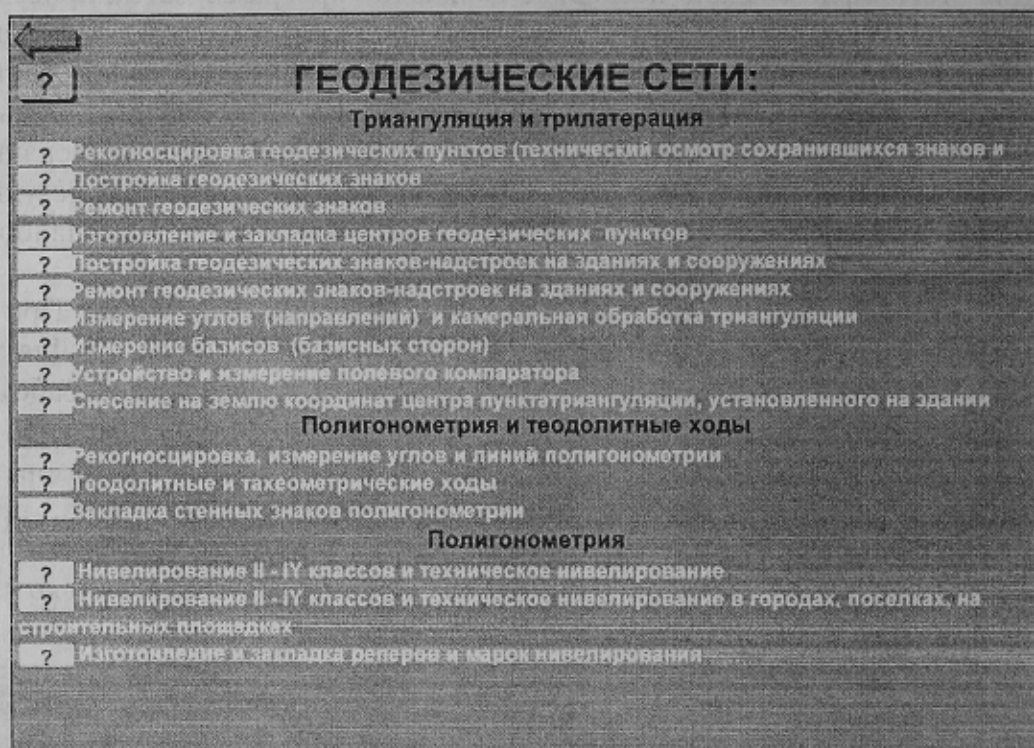 ?
ГЕОДЕЗИЧЕСКИЕ СЕТИ:
Триангуляция и трилатерация
? Рекогносцировка геодезических пунктов (технический осмотр сохранившихся знаков и
? Постройка геодезических знаков
? Ремонт геодезических знаков
? Изготовление и закладка центров геодезических пунктов
? Постройка геодезических знаков-надстроек на зданиях и сооружениях
? Ремонт геодезических знаков-надстроек на зданиях и сооружениях
? Измерение углов (направлений) и камеральная обработка триангуляции
? Измерение базисов (базисных сторон)
? Устройство и измерение полевого компаратора
? Снесение на землю координат центра пунктатриангуляции, установленного на здании
Полигонометрия и теодолитные ходы
? Рекогносцировка, измерение углов и линий полигонометрии
? Теодолитные и тахеометрические ходы
? Закладка стенных знаков полигонометрии
Полигонометрия
? Нивелирование II - IY классов и техническое нивелирование
? Нивелирование II - IY классов и техническое нивелирование в городах, поселках, на
строительных площадках
? Изготовление и закладка реперов и марок нивелирования